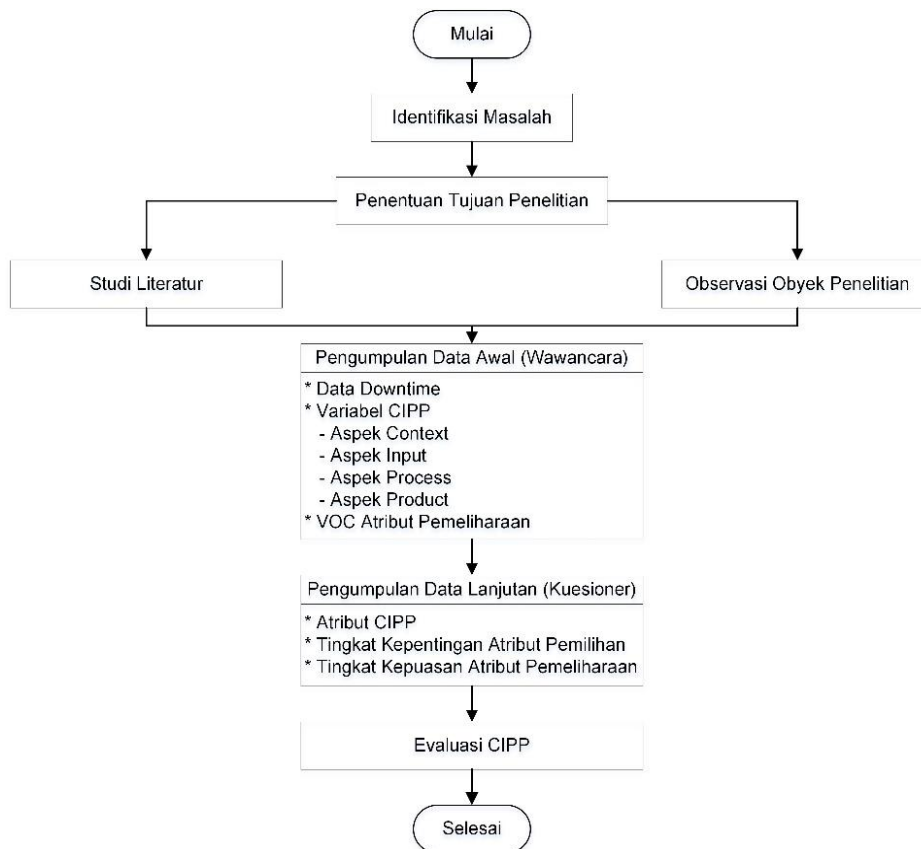 Mulai
Identifikasi Masalah
Penentuan Tujuan Penelitian
Studi Literatur
Observasi Obyek Penelitian
Pengumpulan Data Awal (Wawancara)
* Data Downtime
* Variabel CIPP
- Aspek Context
- Aspek Input
- Aspek Process
- Aspek Product
* VOC Atribut Pemeliharaan
Pengumpulan Data Lanjutan (Kuesioner)
* Atribut CIPP
* Tingkat Kepentingan Atribut Pemilihan
* Tingkat Kepuasan Atribut Pemeliharaan
Evaluasi CIPP
Selesai